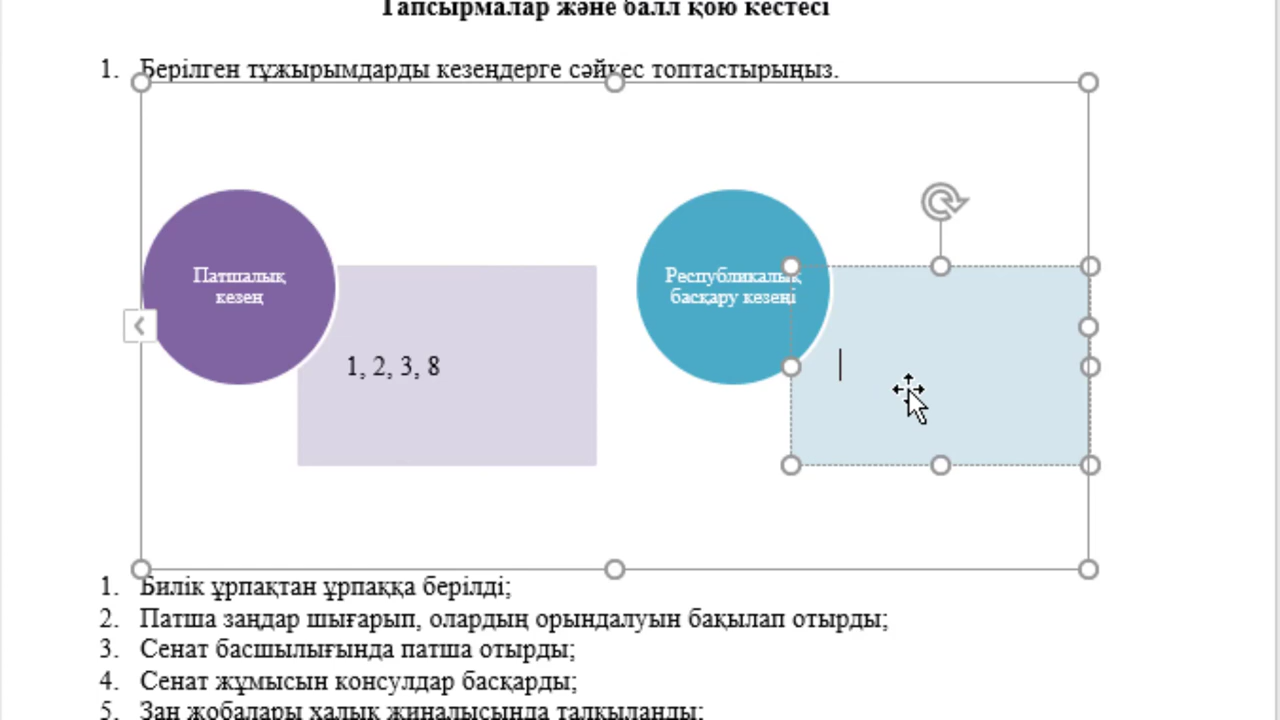 Тапсырмалар және балл қою кестесі
1. Берілген тұжырымдарды кезеңдерге сәйкес топтастырыңыз.
Патшалық
кезең
1, 2, 3, 8
Республикалық
басқару кезеңі
1. Билік ұрпақтан ұрпаққа берілді;
2. Патша заңдар шығарып, олардың орындалуын бақылап отырды;
3. Сенат басшылығында патша отырды;
4. Сенат жұмысын консулдар басқарды;
5. Заң жобалары халық жиналысында талқыланды;